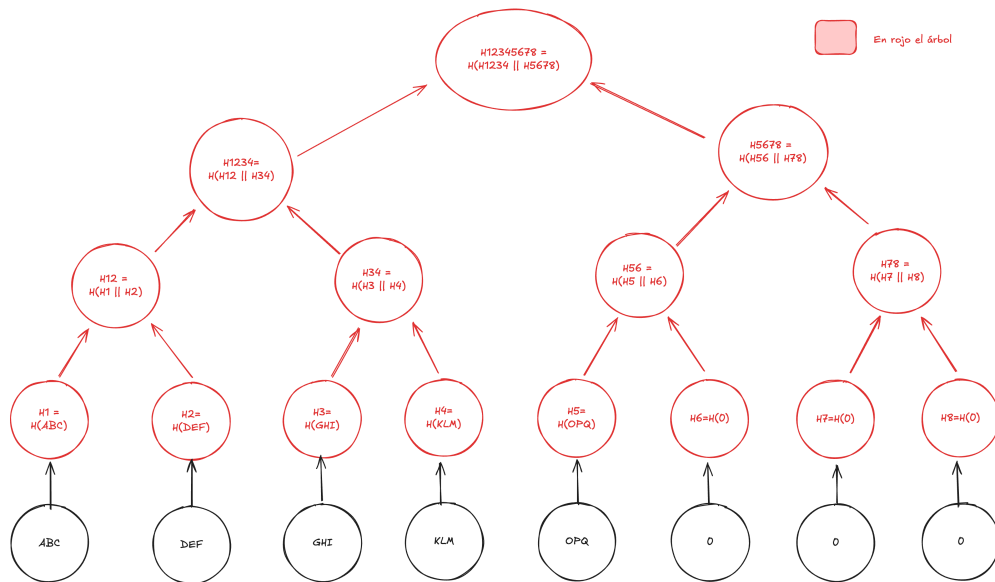 H12345678 =
H(H1234 || H5678)
En rojo el árbol
H1234=
H(H12 || H34)
H5678 =
H(H56 || H78)
H12 =
H(H1 || H2)
H34 =
H(H3 || H4)
H56 =
H(H5 || H6)
H78 =
H(H7 || H8)
H1 =
H(ABC)
H2=
H(DEF)
H3=
H(GHI)
H4=
H(KLM)
H5=
H(OPQ)
H6=H(0)
H7=H(0)
H8=H(0)
ABC
DEF
GHI
KLM
OPQ
0
0
0